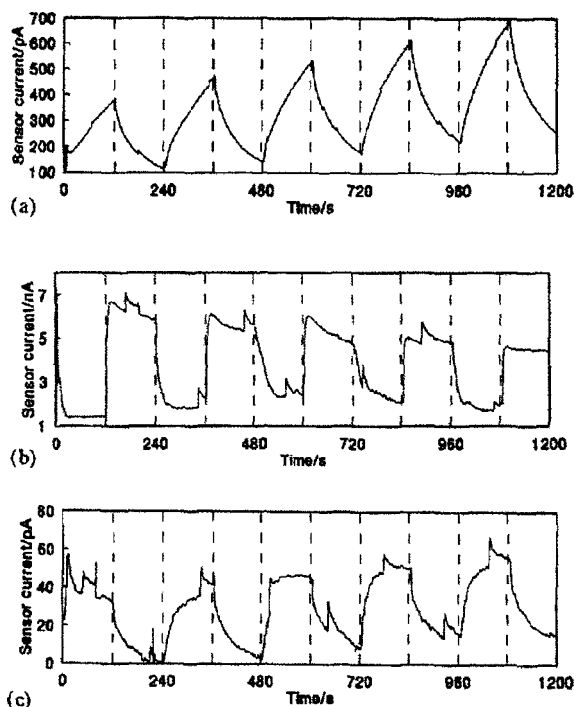 Sensor current/pA
700
600
500
400
300
200
100
0 240 480 720 960 1200
(a)
Time/s
Sensor current/nA
7
5
3
1
0 240 480 720 960 1200
(b)
Time/s
Sensor current/pA
80
60
40
20
0
0 240 480 720 960 1200
(c)
Time/s